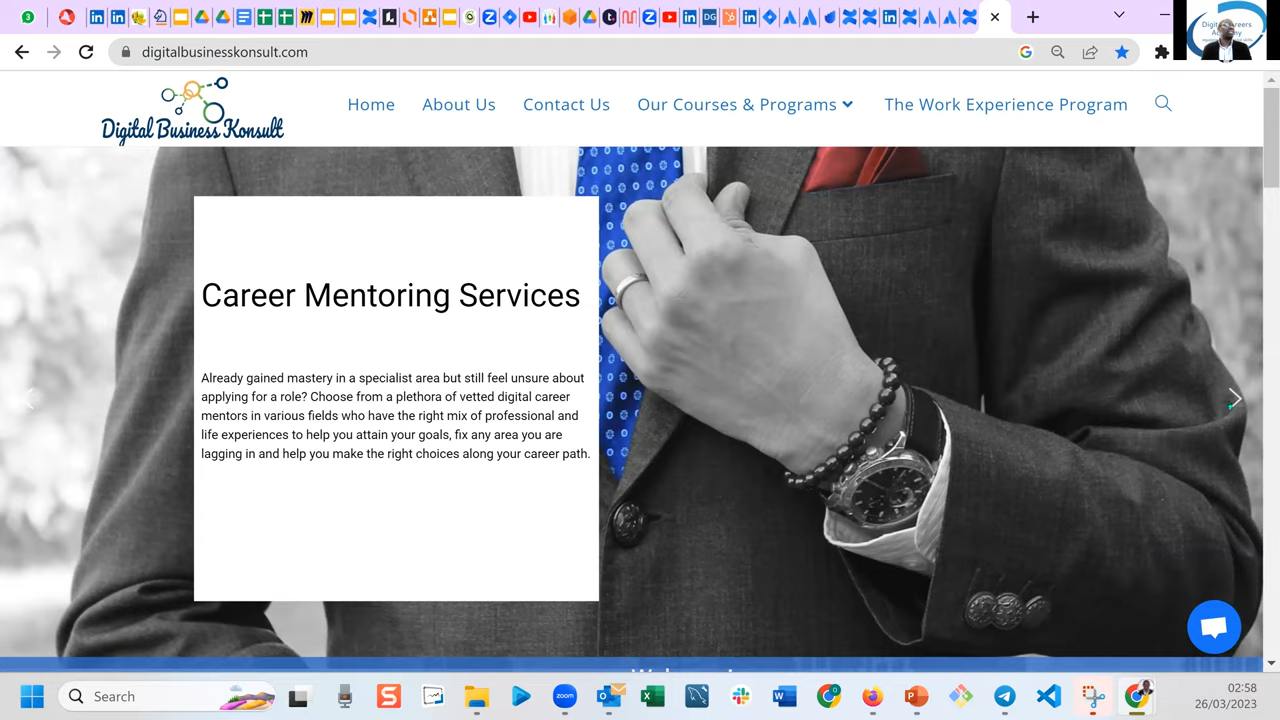 digitalbusinesskonsult.com
Digital Careers
Academy
Digital Business Konsult
Home
About Us
Contact Us
Our Courses & Programs
The Work Experience Program
Career Mentoring Services
Already gained mastery in a specialist area but still feel unsure about
applying for a role? Choose from a plethora of vetted digital career
mentors in various fields who have the right mix of professional and
life experiences to help you attain your goals, fix any area you are
lagging in and help you make the right choices along your career path.
Search
zoom
02:58
26/03/2023